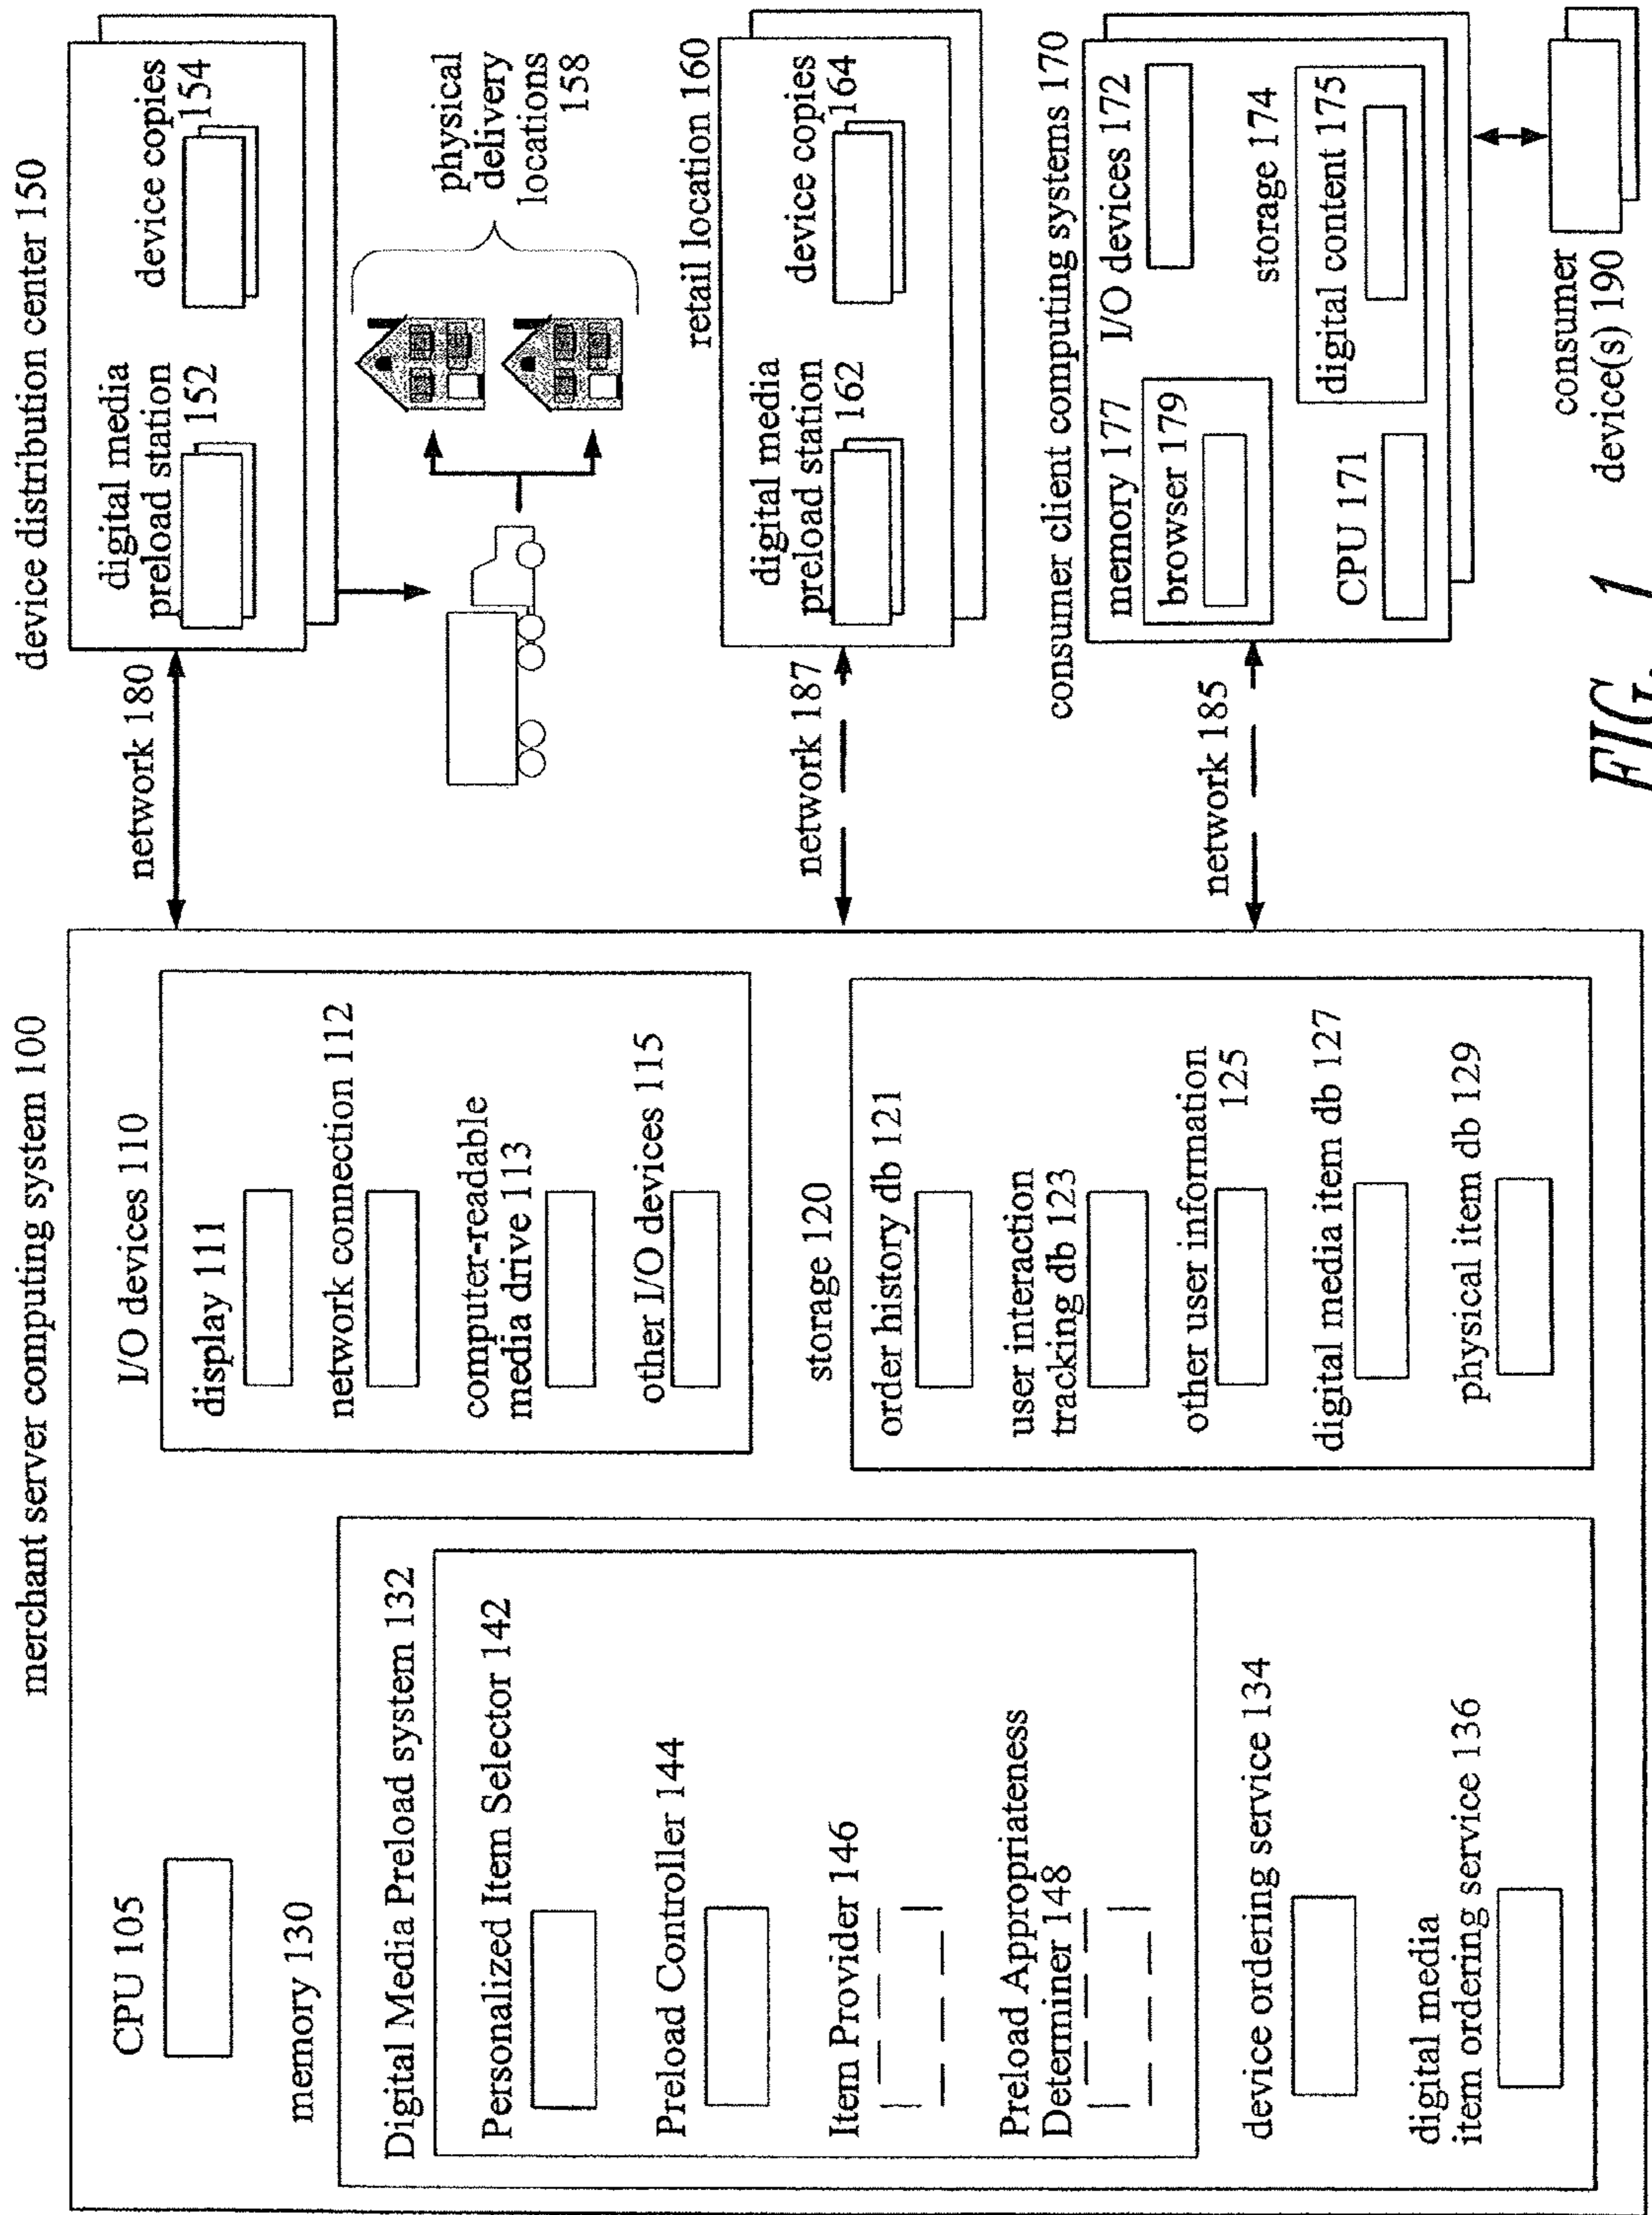 merchant server computing system 100
CPU 105
memory 130
Digital Media Preload system 132
Personalized Item Selector 142
Preload Controller 144
Item Provider 146
Preload Appropriateness
Determiner 148
device ordering service 134
digital media
item ordering service 136
I/O devices 110
display 111
network connection 112
computer-readable
media drive 113
other I/O devices 115
storage 120
order history db 121
user interaction
tracking db 123
other user information
125
digital media item db 127
physical item db 129
network 180
network 187
network 185
device distribution center 150
digital media
preload station
152
device copies
154
physical
delivery
locations
158
retail location 160
digital media
preload station
162
device copies
164
consumer client computing systems 170
memory 177
browser 179
I/O devices 172
storage 174
digital content 175
CPU 171
consumer
device(s) 190
FIG. 1